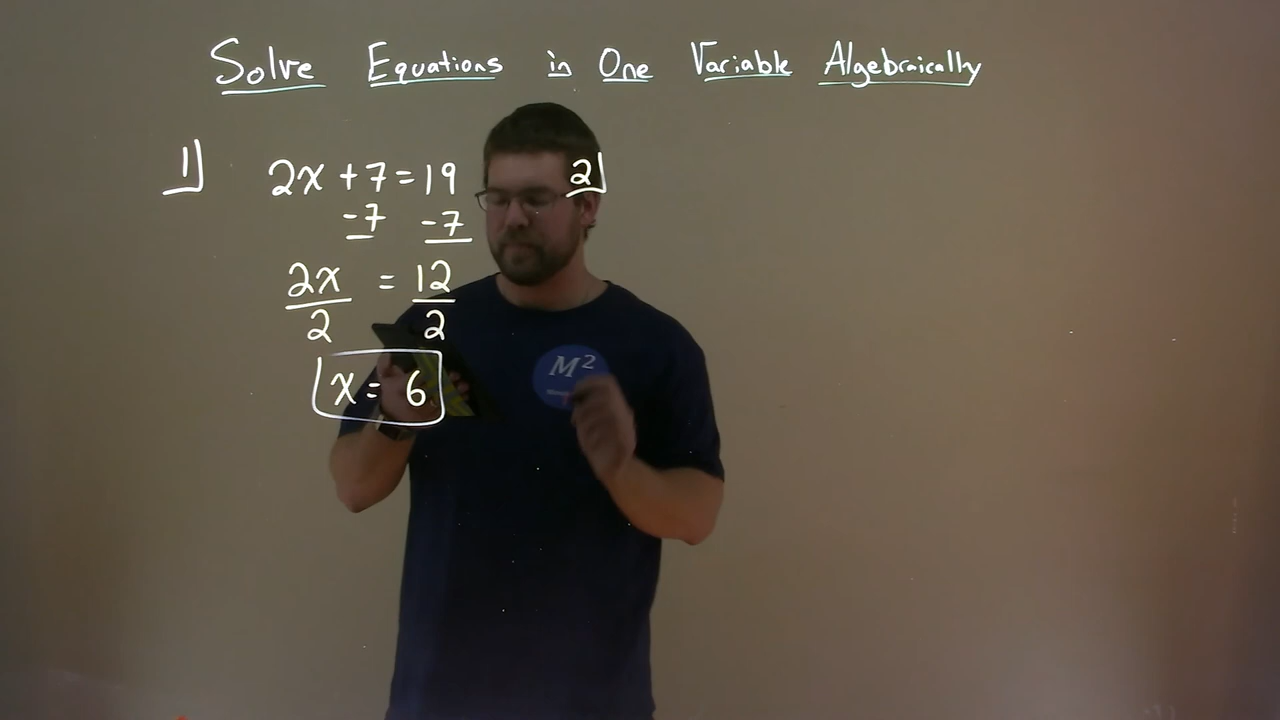 Solve Equations in One Variable Algebraically
1) 2x + 7 = 19
-7 -7
2x = 12
2 2
x = 6
2)
M²